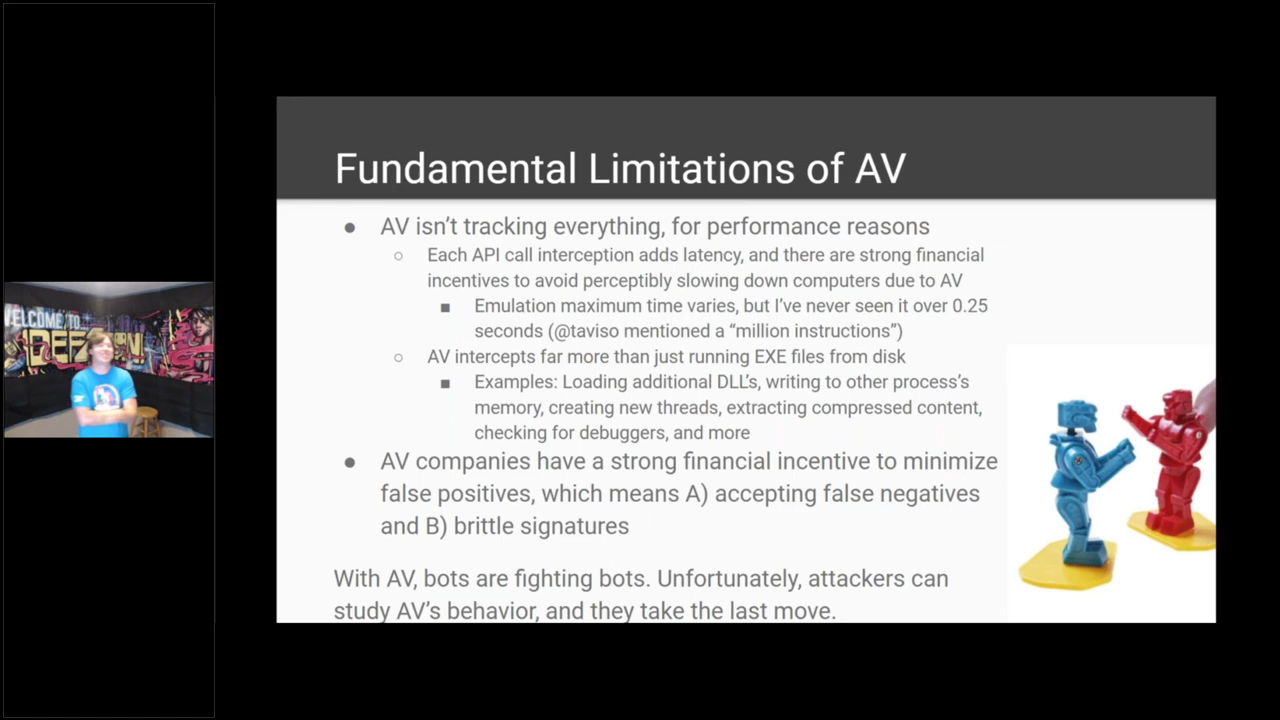 Fundamental Limitations of AV
● AV isn't tracking everything, for performance reasons
○ Each API call interception adds latency, and there are strong financial
incentives to avoid perceptibly slowing down computers due to AV
■ Emulation maximum time varies, but I've never seen it over 0.25
seconds (@taviso mentioned a “million instructions”)
○ AV intercepts far more than just running EXE files from disk
■ Examples: Loading additional DLL's, writing to other process's
memory, creating new threads, extracting compressed content,
checking for debuggers, and more
● AV companies have a strong financial incentive to minimize
false positives, which means A) accepting false negatives
and B) brittle signatures
With AV, bots are fighting bots. Unfortunately, attackers can
study AV's behavior, and they take the last move.
WELCOME TO